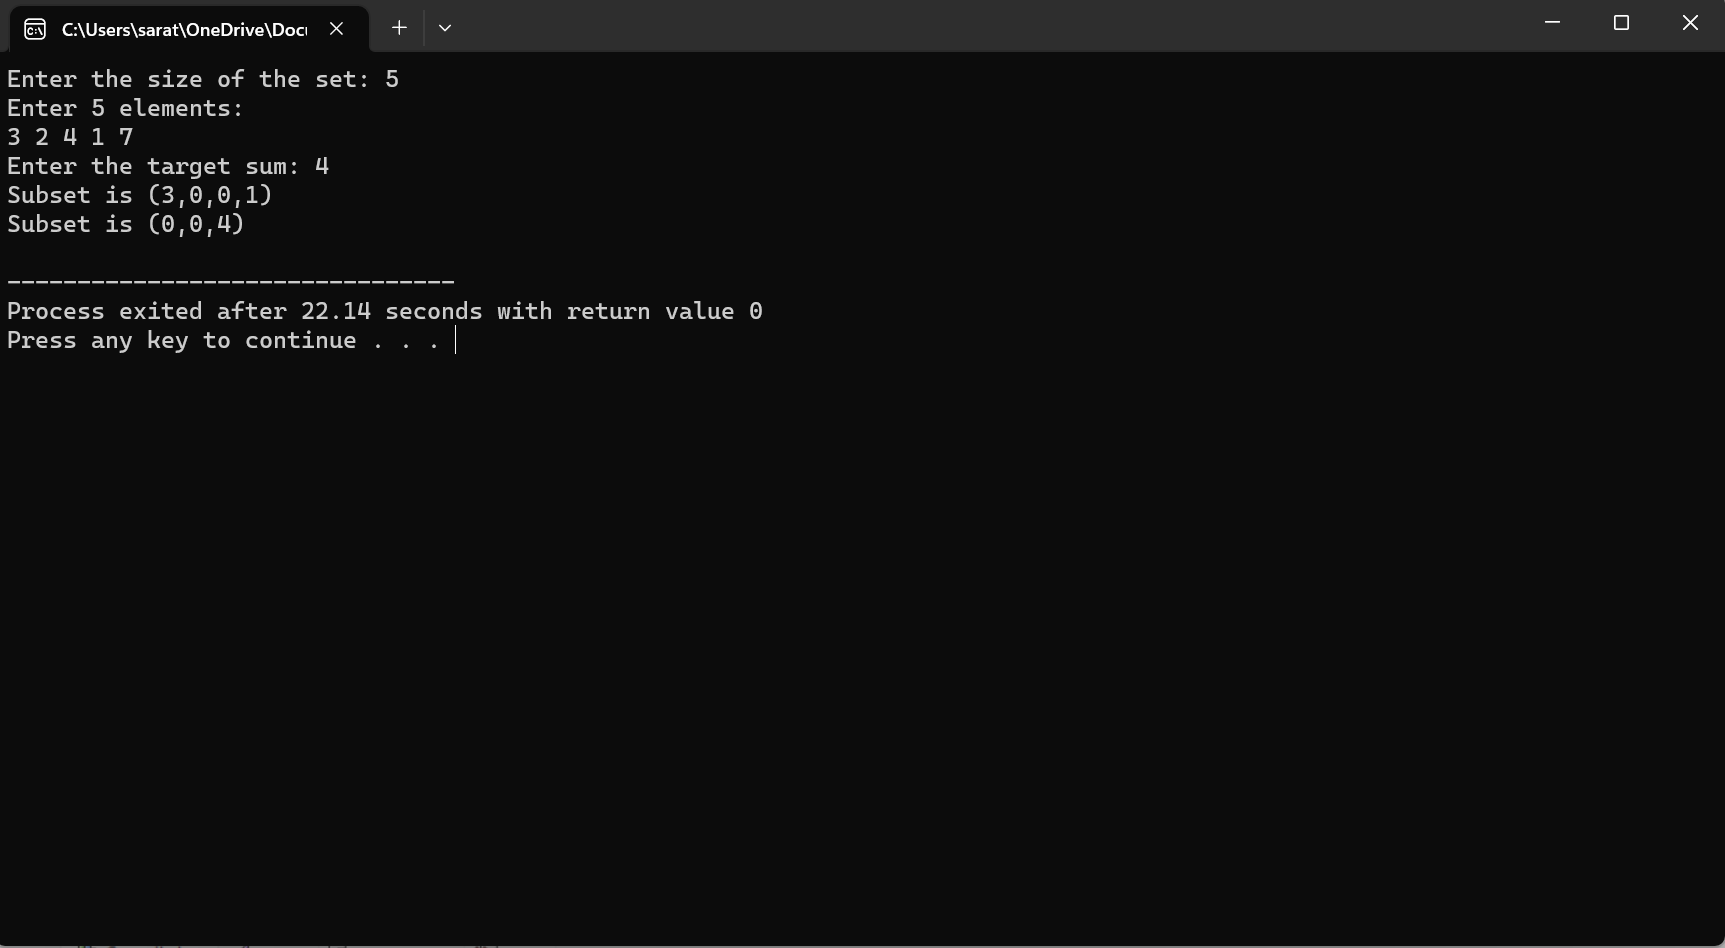 C:\Users\sarat\OneDrive\Docu
Enter the size of the set: 5
Enter 5 elements:
3 2 4 1 7
Enter the target sum: 4
Subset is (3,0,0,1)
Subset is (0,0,4)
--------------------------------
Process exited after 22.14 seconds with return value 0
Press any key to continue . . .